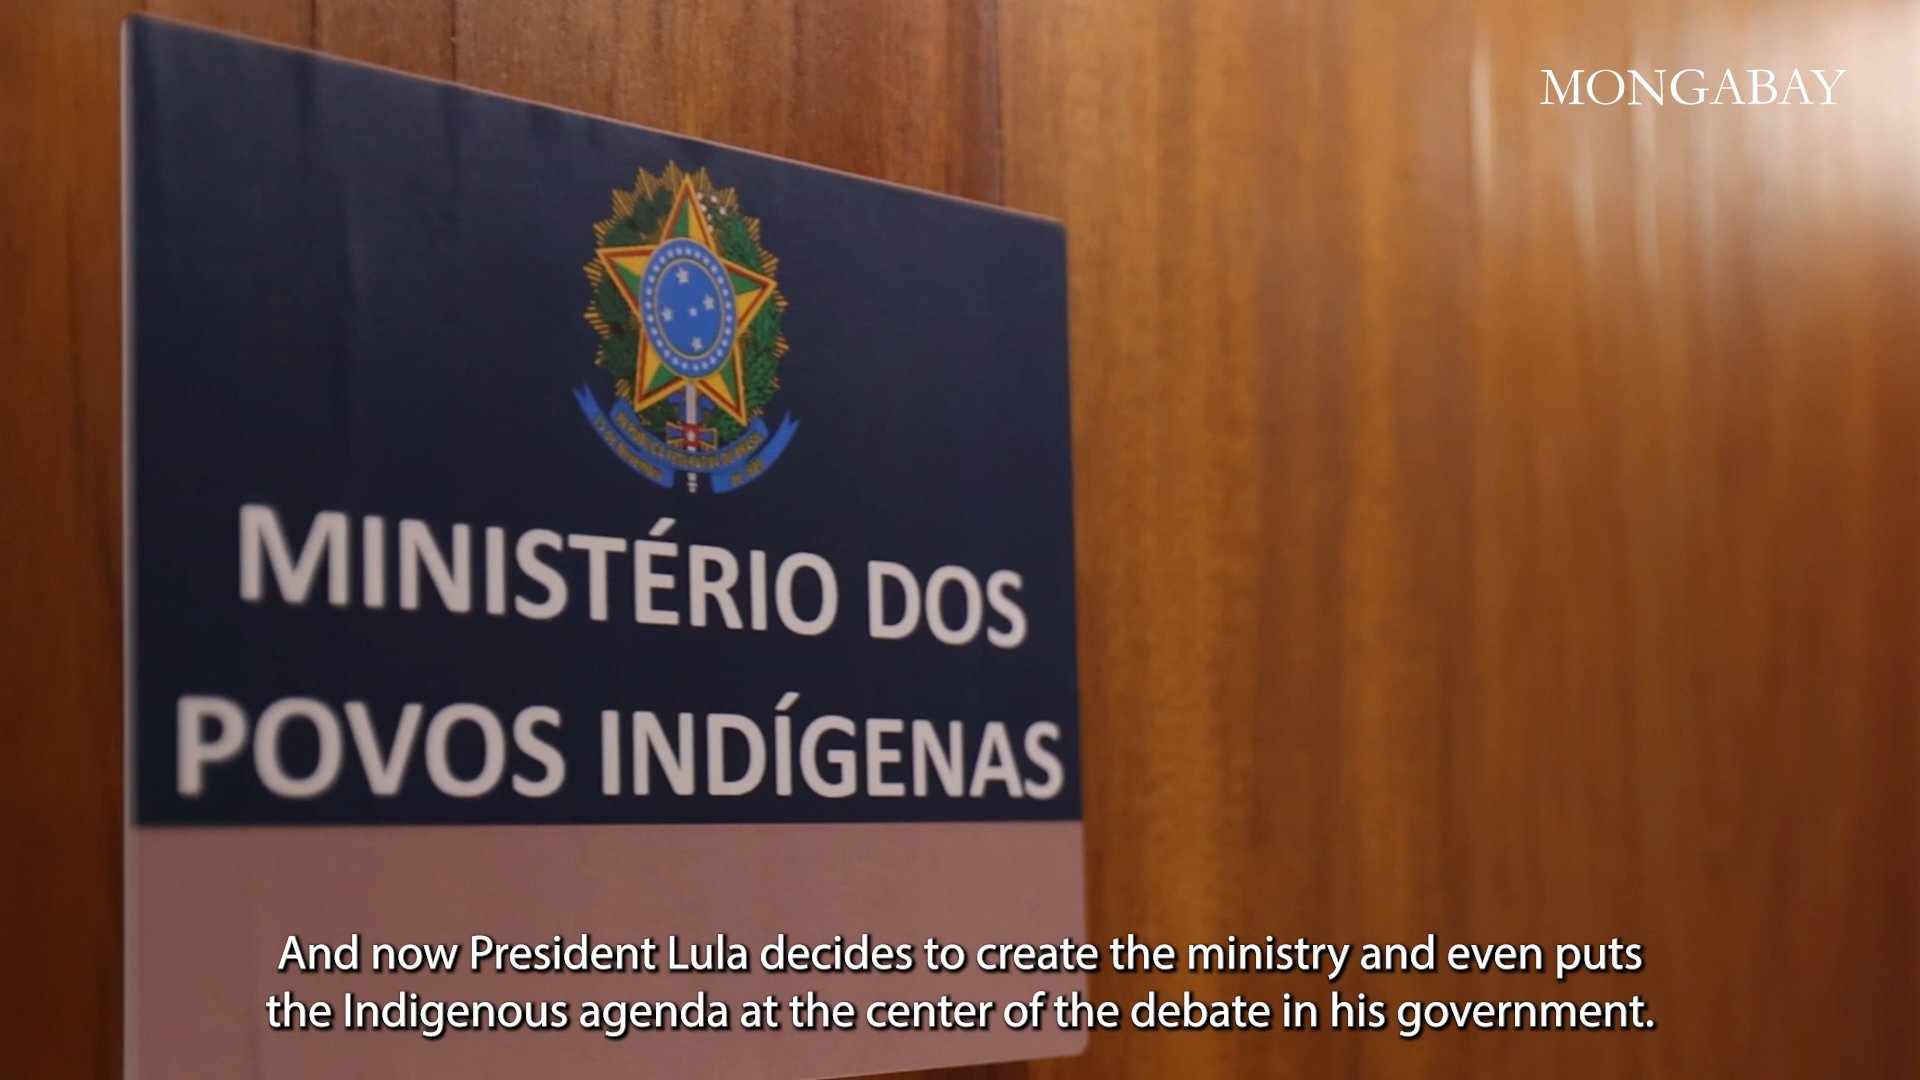 MONGABAY
MINISTÉRIO DOS
POVOS INDÍGENAS
And now President Lula decides to create the ministry and even puts
the Indigenous agenda at the center of the debate in his government.